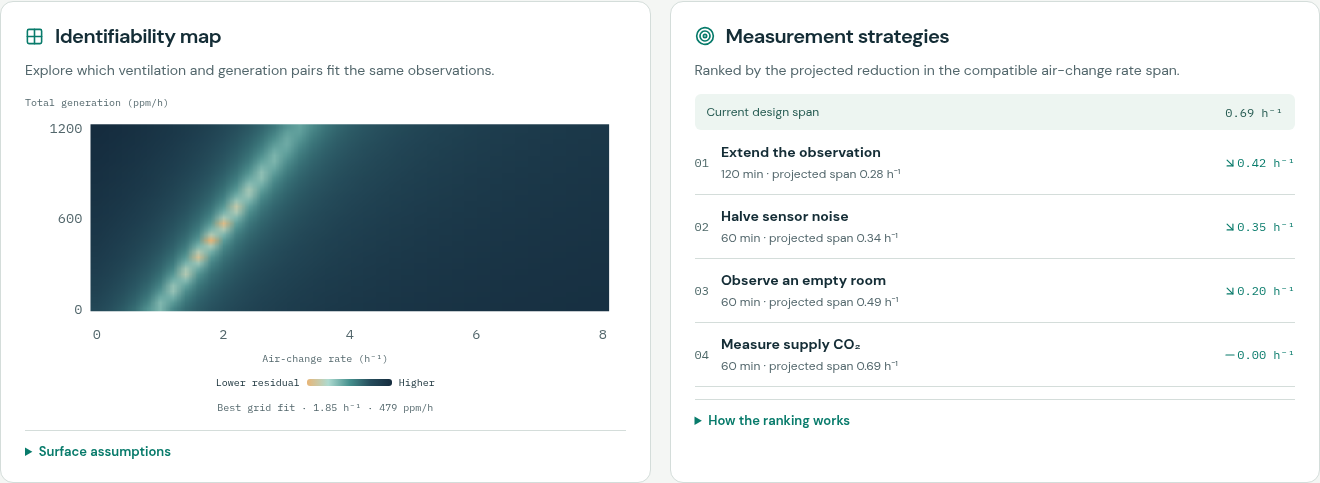 Identifiability map
Explore which ventilation and generation pairs fit the same observations.
Total generation (ppm/h)
1200
600
0
0 2 4 6 8
Air-change rate (h⁻¹)
Lower residual Higher
Best grid fit · 1.85 h⁻¹ · 479 ppm/h
Surface assumptions
Measurement strategies
Ranked by the projected reduction in the compatible air-change rate span.
Current design span 0.69 h⁻¹
01 Extend the observation ↘ 0.42 h⁻¹
120 min · projected span 0.28 h⁻¹
02 Halve sensor noise ↘ 0.35 h⁻¹
60 min · projected span 0.34 h⁻¹
03 Observe an empty room ↘ 0.20 h⁻¹
60 min · projected span 0.49 h⁻¹
04 Measure supply CO₂ — 0.00 h⁻¹
60 min · projected span 0.69 h⁻¹
How the ranking works